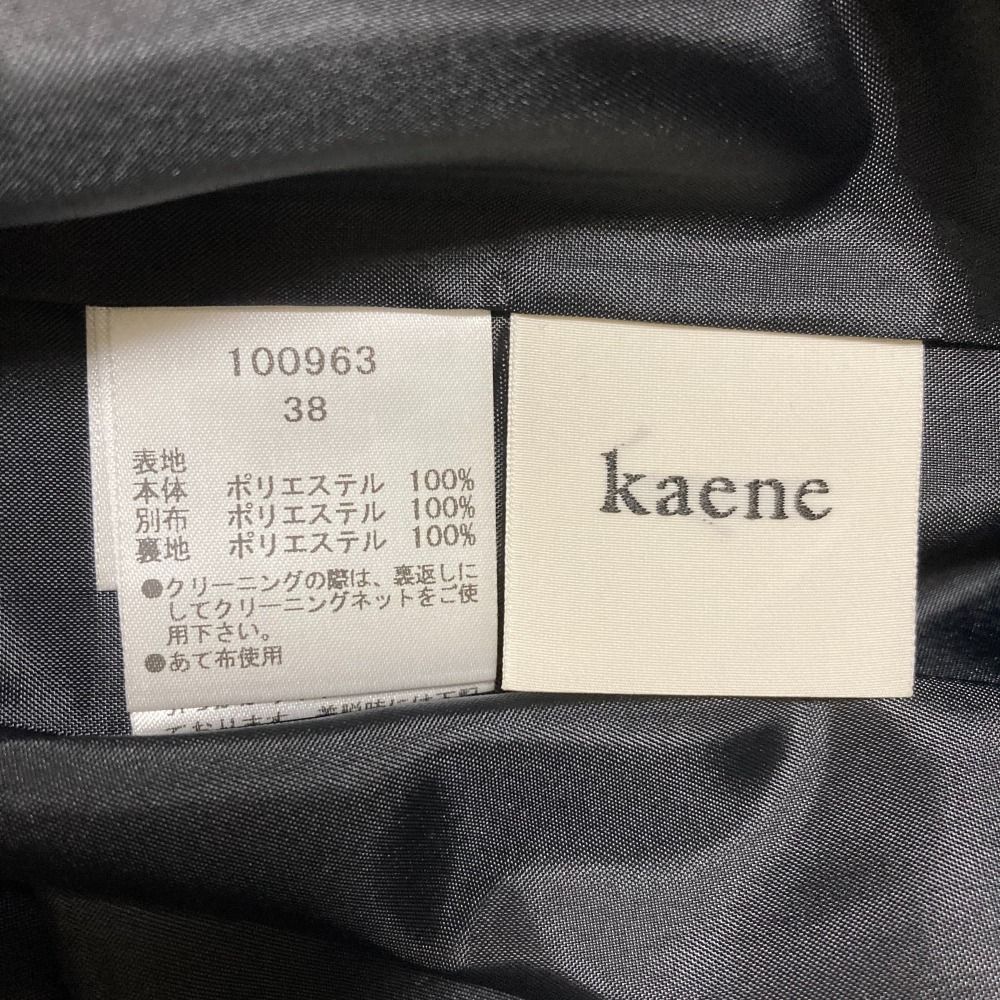 100963
38
表地
本体 ポリエステル 100%
別布 ポリエステル 100%
裏地 ポリエステル 100%
●クリーニングの際は、裏返しに
してクリーニングネットをご使
用下さい。
●あて布使用
kaene